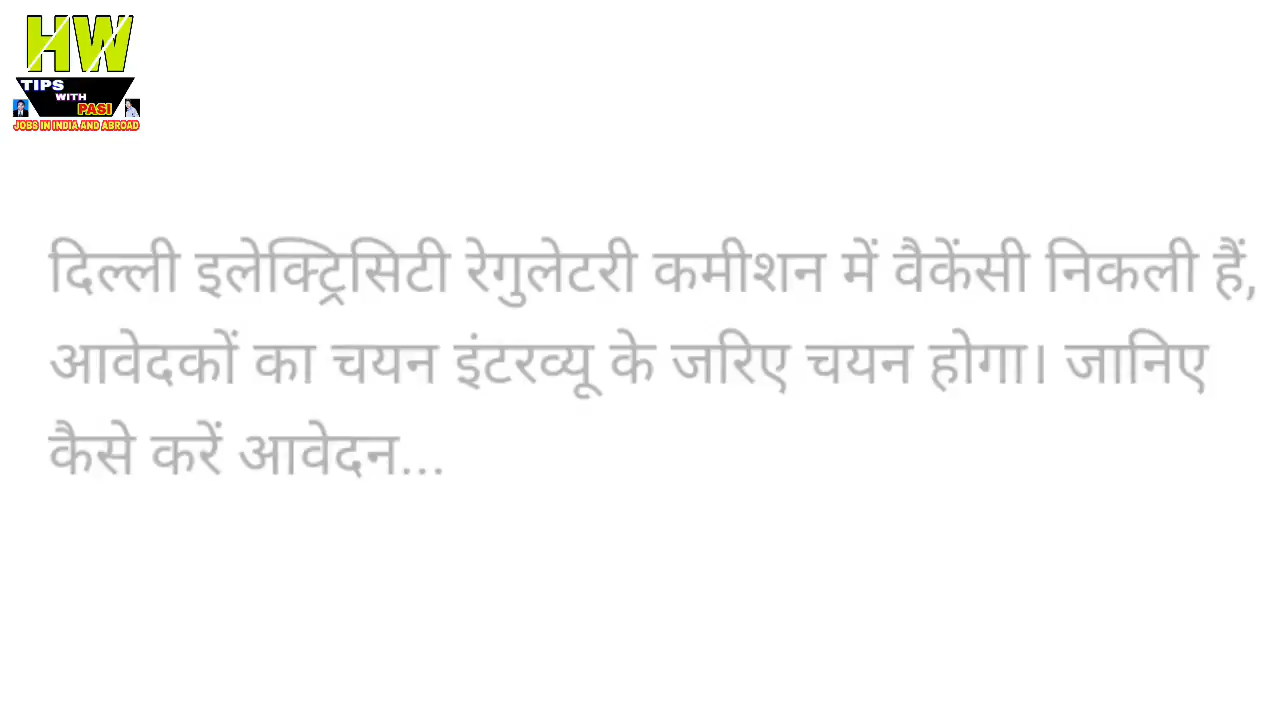 HW
TIPS
WITH
PASI
JOBS IN INDIA AND ABROAD
दिल्ली इलेक्ट्रिसिटी रेगुलेटरी कमीशन में वैकेंसी निकली हैं,
आवेदकों का चयन इंटरव्यू के जरिए चयन होगा। जानिए
कैसे करें आवेदन...